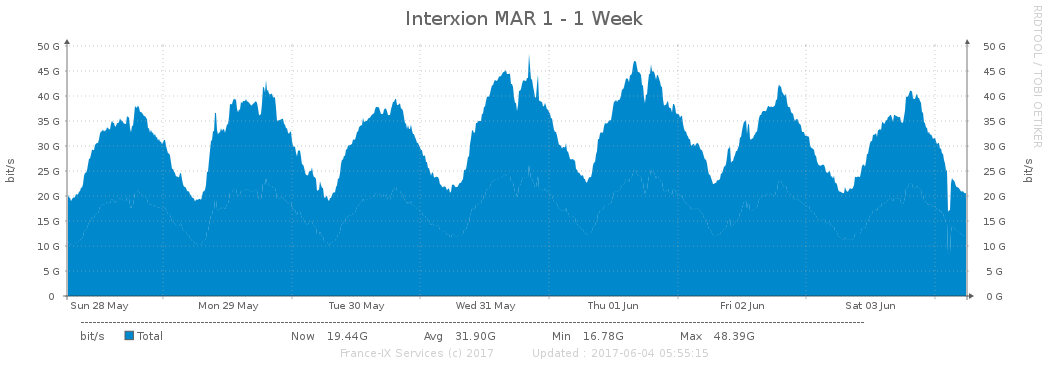 Interxion MAR 1 - 1 Week
RRDTOOL / TOBI OETIKER
bit/s
50 G
45 G
40 G
35 G
30 G
25 G
20 G
15 G
10 G
5 G
0
50 G
45 G
40 G
35 G
30 G
25 G
20 G
15 G
10 G
5 G
0 G
bit/s
Sun 28 May Mon 29 May Tue 30 May Wed 31 May Thu 01 Jun Fri 02 Jun Sat 03 Jun
bit/s Total Now 19.44G Avg 31.90G Min 16.78G Max 48.39G
France-IX Services (c) 2017 Updated : 2017-06-04 05:55:15